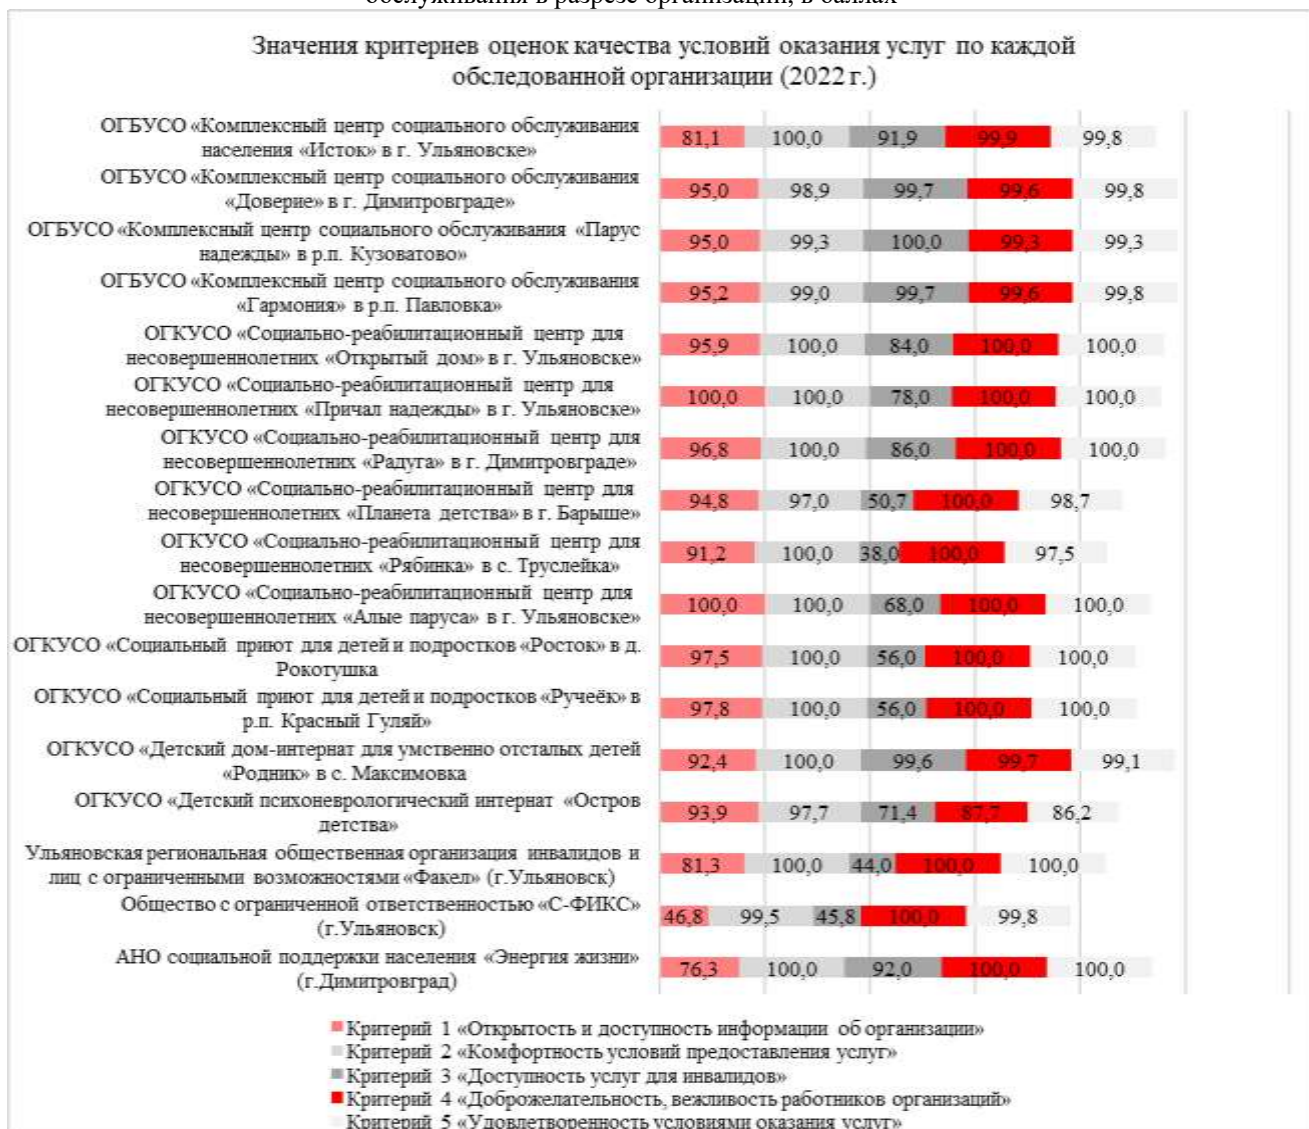 обслуживания в разрезе организаций, в баллах
Значения критериев оценок качества условий оказания услуг по каждой
обследованной организации (2022 г.)
ОГБУСО «Комплексный центр социального обслуживания
населения «Исток» в г. Ульяновске»
81,1 100,0 91,9 99,9 99,8
ОГБУСО «Комплексный центр социального обслуживания
«Доверие» в г. Димитровграде»
95,0 98,9 99,7 99,6 99,8
ОГБУСО «Комплексный центр социального обслуживания «Парус
надежды» в р.п. Кузоватово»
95,0 99,3 100,0 99,3 99,3
ОГБУСО «Комплексный центр социального обслуживания
«Гармония» в р.п. Павловка»
95,2 99,0 99,7 99,6 99,8
ОГКУСО «Социально-реабилитационный центр для
несовершеннолетних «Открытый дом» в г. Ульяновске»
95,9 100,0 84,0 100,0 100,0
ОГКУСО «Социально-реабилитационный центр для
несовершеннолетних «Причал надежды» в г. Ульяновске»
100,0 100,0 78,0 100,0 100,0
ОГКУСО «Социально-реабилитационный центр для
несовершеннолетних «Радуга» в г. Димитровграде»
96,8 100,0 86,0 100,0 100,0
ОГКУСО «Социально-реабилитационный центр для
несовершеннолетних «Планета детства» в г. Барыше»
94,8 97,0 50,7 100,0 98,7
ОГКУСО «Социально-реабилитационный центр для
несовершеннолетних «Рябинка» в с. Труслейка»
91,2 100,0 38,0 100,0 97,5
ОГКУСО «Социально-реабилитационный центр для
несовершеннолетних «Алые паруса» в г. Ульяновске»
100,0 100,0 68,0 100,0 100,0
ОГКУСО «Социальный приют для детей и подростков «Росток» в д.
Рокотушка
97,5 100,0 56,0 100,0 100,0
ОГКУСО «Социальный приют для детей и подростков «Ручеёк» в
р.п. Красный Гуляй»
97,8 100,0 56,0 100,0 100,0
ОГКУСО «Детский дом-интернат для умственно отсталых детей
«Родник» в с. Максимовка
92,4 100,0 99,6 99,7 99,1
ОГКУСО «Детский психоневрологический интернат «Остров
детства»
93,9 97,7 71,4 87,7 86,2
Ульяновская региональная общественная организация инвалидов и
лиц с ограниченными возможностями «Факел» (г.Ульяновск)
81,3 100,0 44,0 100,0 100,0
Общество с ограниченной ответственностью «С-ФИКС»
(г.Ульяновск)
46,8 99,5 45,8 100,0 99,8
АНО социальной поддержки населения «Энергия жизни»
(г.Димитровград)
76,3 100,0 92,0 100,0 100,0
Критерий 1 «Открытость и доступность информации об организации»
Критерий 2 «Комфортность условий предоставления услуг»
Критерий 3 «Доступность услуг для инвалидов»
Критерий 4 «Доброжелательность, вежливость работников организаций»
Критерий 5 «Удовлетворенность условиями оказания услуг»